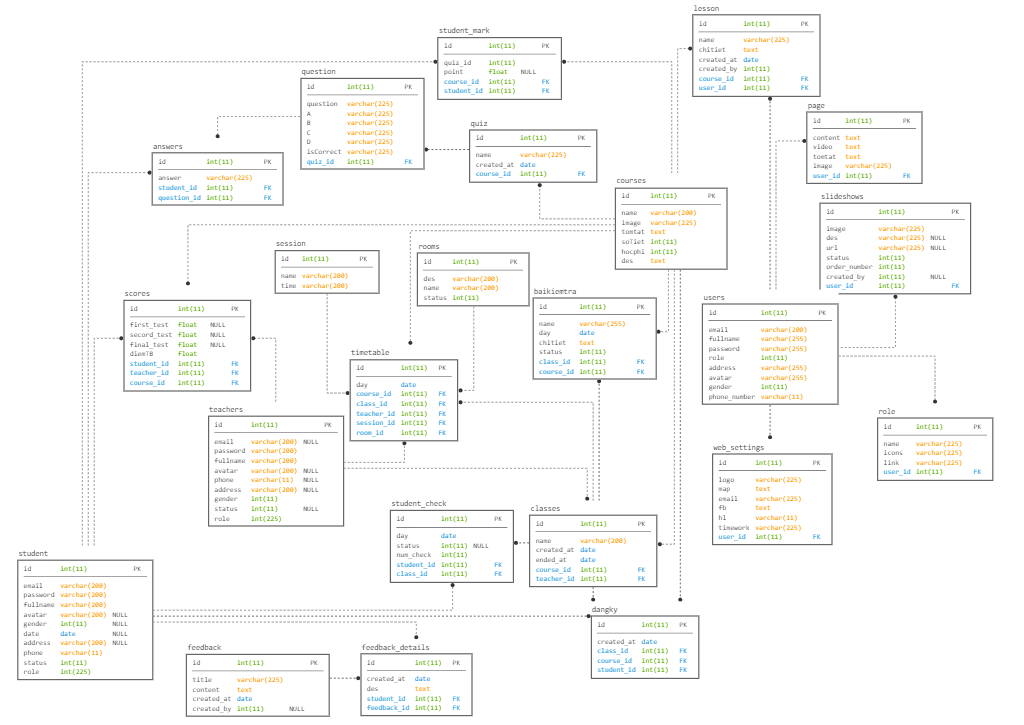 lesson
id int(11) PK
name varchar(225)
chitiet text
created_at date
created_by int(11)
course_id int(11) FK
user_id int(11) FK
student_mark
id int(11) PK
quiz_id int(11)
point float NULL
course_id int(11) FK
student_id int(11) FK
question
id int(11) PK
question varchar(225)
A varchar(225)
B varchar(225)
C varchar(225)
D varchar(225)
isCorrect varchar(225)
quiz_id int(11) FK
page
id int(11) PK
content text
video text
tomtat text
image varchar(225)
user_id int(11) FK
quiz
id int(11) PK
name varchar(225)
created_at date
course_id int(11) FK
answers
id int(11) PK
answer varchar(225)
student_id int(11) FK
question_id int(11) FK
courses
id int(11) PK
name varchar(200)
image varchar(225)
tomtat text
sotiet int(11)
hocphi int(11)
des text
slideshows
id int(11) PK
image varchar(225)
des varchar(225) NULL
url varchar(225) NULL
status int(11)
order_number int(11)
created_by int(11) NULL
user_id int(11) FK
session
id int(11) PK
name varchar(200)
time varchar(200)
rooms
id int(11) PK
des varchar(200)
name varchar(200)
status int(11)
baikiemtra
id int(11) PK
name varchar(255)
day date
chitiet text
status int(11)
class_id int(11) FK
course_id int(11) FK
scores
id int(11) PK
first_test float NULL
secord_test float NULL
final_test float NULL
diemTB float
student_id int(11) FK
teacher_id int(11) FK
course_id int(11) FK
users
id int(11) PK
email varchar(200)
fullname varchar(255)
password varchar(255)
role int(11)
address varchar(255)
avatar varchar(255)
gender int(11)
phone_number varchar(11)
timetable
id int(11) PK
day date
course_id int(11) FK
class_id int(11) FK
teacher_id int(11) FK
session_id int(11) FK
room_id int(11) FK
teachers
id int(11) PK
email varchar(200) NULL
password varchar(200)
fullname varchar(200)
avatar varchar(200) NULL
phone varchar(11) NULL
address varchar(200) NULL
gender int(11)
status int(11) NULL
role int(225)
role
id int(11) PK
name varchar(225)
icons varchar(225)
link varchar(225)
user_id int(11) FK
web_settings
id int(11) PK
logo varchar(225)
map text
email varchar(225)
fb text
hl varchar(11)
timework varchar(225)
user_id int(11) FK
student_check
id int(11) PK
day date
status int(11) NULL
num_check int(11)
student_id int(11) FK
class_id int(11) FK
classes
id int(11) PK
name varchar(200)
created_at date
ended_at date
course_id int(11) FK
teacher_id int(11) FK
student
id int(11) PK
email varchar(200)
password varchar(200)
fullname varchar(200)
avatar varchar(200) NULL
gender int(11) NULL
date date NULL
address varchar(200) NULL
phone varchar(11)
status int(11)
role int(225)
dangky
id int(11) PK
created_at date
class_id int(11) FK
course_id int(11) FK
student_id int(11) FK
feedback
id int(11) PK
title varchar(225)
content text
created_at date
created_by int(11) NULL
feedback_details
id int(11) PK
created_at date
des text
student_id int(11) FK
feedback_id int(11) FK